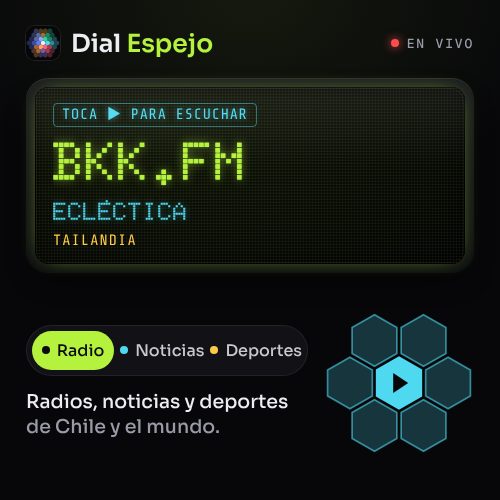 Dial Espejo
EN VIVO
TOCA ▶ PARA ESCUCHAR
BKK.FM
ECLÉCTICA
TAILANDIA
Radio
Noticias
Deportes
Radios, noticias y deportes
de Chile y el mundo.